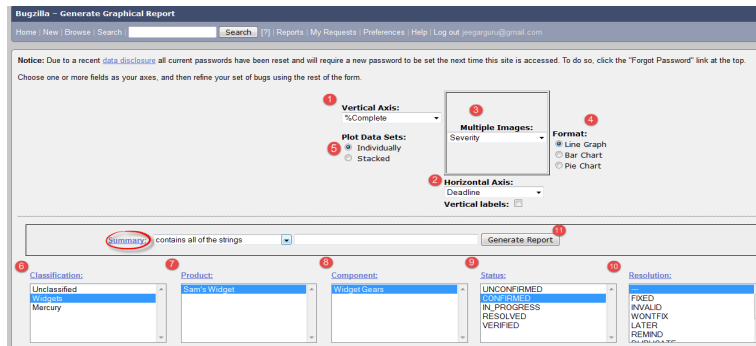 Bugzilla – Generate Graphical Report
Home | New | Browse | Search | Search [?] | Reports | My Requests | Preferences | Help | Log out jeegarguru@gmail.com
Notice: Due to a recent data disclosure all current passwords have been reset and will require a new password to be set the next time this site is accessed. To do so, click the "Forgot Password" link at the top.
Choose one or more fields as your axes, and then refine your set of bugs using the rest of the form.
1
Vertical Axis:
%Complete
5
Plot Data Sets:
Individually
Stacked
3
Multiple Images:
Severity
4
Format:
Line Graph
Bar Chart
Pie Chart
2
Horizontal Axis:
Deadline
Vertical labels:
Summary: contains all of the strings Generate Report 11
6
Classification:
Unclassified
Widgets
Mercury
7
Product:
Sam's Widget
8
Component:
Widget Gears
9
Status:
UNCONFIRMED
CONFIRMED
IN_PROGRESS
RESOLVED
VERIFIED
10
Resolution:
---
FIXED
INVALID
WONTFIX
LATER
REMIND
DUPLICATE